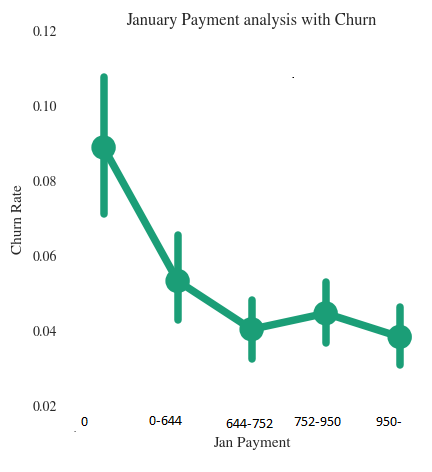 January Payment analysis with Churn
0.12
0.10
0.08
0.06
0.04
0.02
Churn Rate
0 0-644 644-752 752-950 950-
Jan Payment